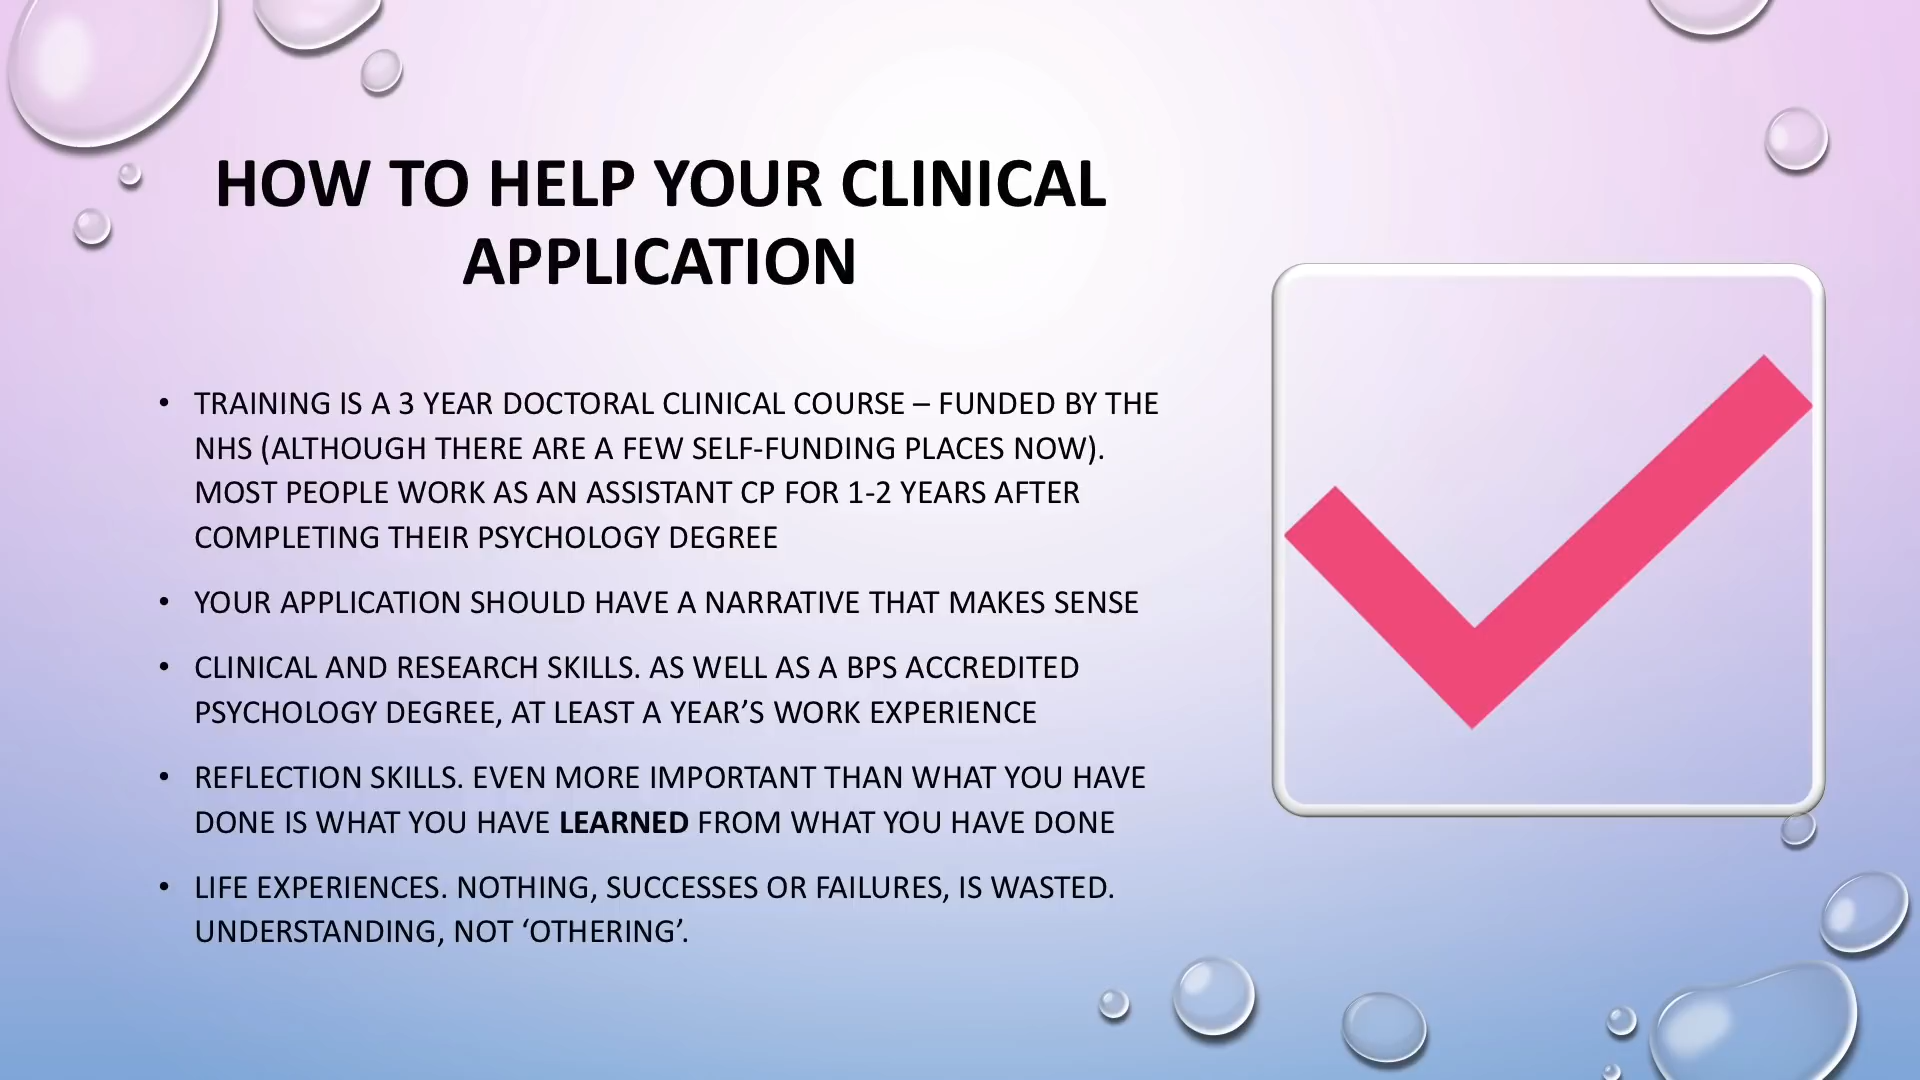 HOW TO HELP YOUR CLINICAL
APPLICATION
• TRAINING IS A 3 YEAR DOCTORAL CLINICAL COURSE – FUNDED BY THE
NHS (ALTHOUGH THERE ARE A FEW SELF-FUNDING PLACES NOW).
MOST PEOPLE WORK AS AN ASSISTANT CP FOR 1-2 YEARS AFTER
COMPLETING THEIR PSYCHOLOGY DEGREE
• YOUR APPLICATION SHOULD HAVE A NARRATIVE THAT MAKES SENSE
• CLINICAL AND RESEARCH SKILLS. AS WELL AS A BPS ACCREDITED
PSYCHOLOGY DEGREE, AT LEAST A YEAR’S WORK EXPERIENCE
• REFLECTION SKILLS. EVEN MORE IMPORTANT THAN WHAT YOU HAVE
DONE IS WHAT YOU HAVE LEARNED FROM WHAT YOU HAVE DONE
• LIFE EXPERIENCES. NOTHING, SUCCESSES OR FAILURES, IS WASTED.
UNDERSTANDING, NOT ‘OTHERING’.